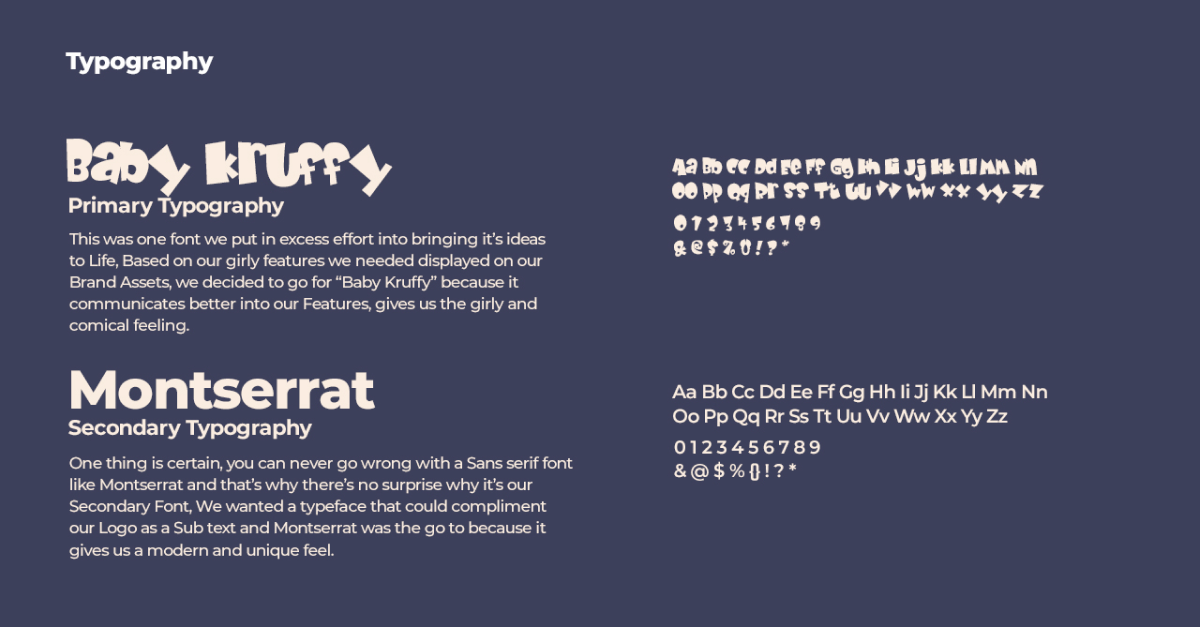 Typography
Baby Kruffy
Primary Typography
This was one font we put in excess effort into bringing it’s ideas
to Life, Based on our girly features we needed displayed on our
Brand Assets, we decided to go for “Baby Kruffy” because it
communicates better into our Features, gives us the girly and
comical feeling.
Aa Bb Cc Dd Ee Ff Gg Hh Ii Jj Kk Ll Mm Nn
Oo Pp Qq Rr Ss Tt Uu Vv Ww Xx Yy Zz
0 1 2 3 4 5 6 7 8 9
& @ $ % {} ! ? *
Montserrat
Secondary Typography
One thing is certain, you can never go wrong with a Sans serif font
like Montserrat and that’s why there’s no surprise why it’s our
Secondary Font, We wanted a typeface that could compliment
our Logo as a Sub text and Montserrat was the go to because it
gives us a modern and unique feel.
Aa Bb Cc Dd Ee Ff Gg Hh Ii Jj Kk Ll Mm Nn
Oo Pp Qq Rr Ss Tt Uu Vv Ww Xx Yy Zz
0 1 2 3 4 5 6 7 8 9
& @ $ % {} ! ? *